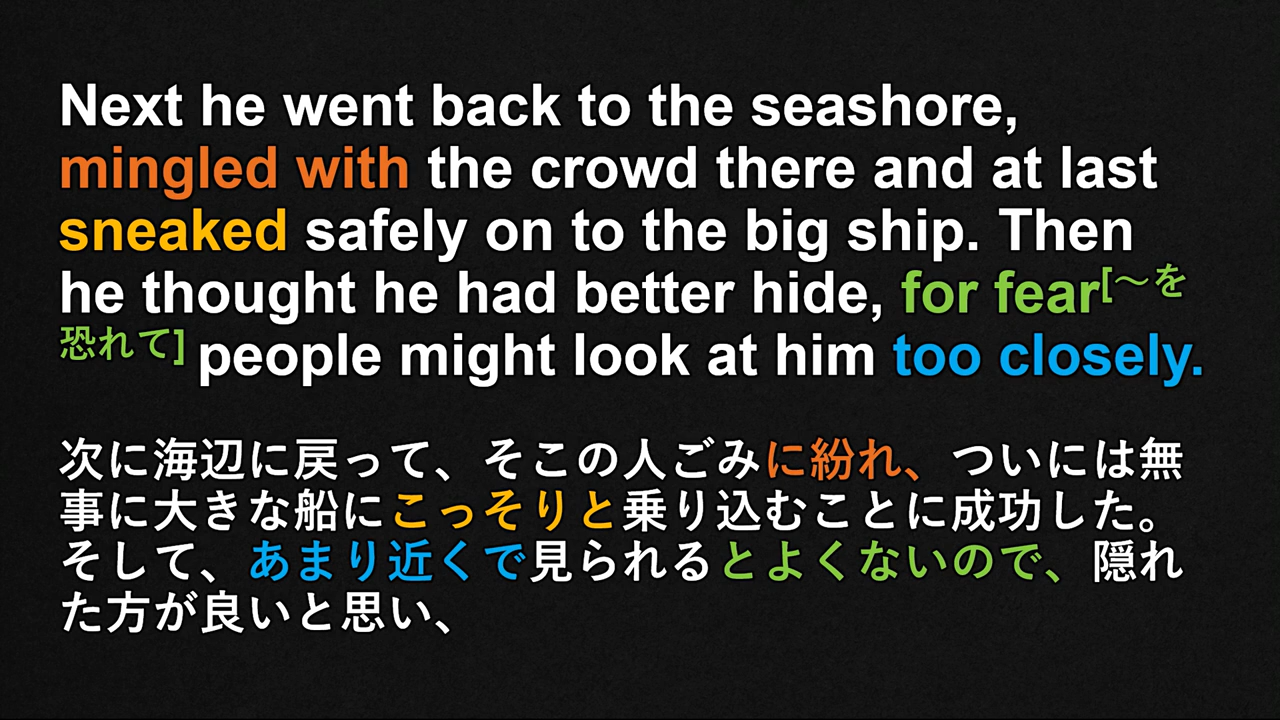 Next he went back to the seashore,
mingled with the crowd there and at last
sneaked safely on to the big ship. Then
he thought he had better hide, for fear[～を
恐れて] people might look at him too closely.
次に海辺に戻って、そこの人ごみに紛れ、ついには無
事に大きな船にこっそりと乗り込むことに成功した。
そして、あまり近くで見られるとよくないので、隠れ
た方が良いと思い、